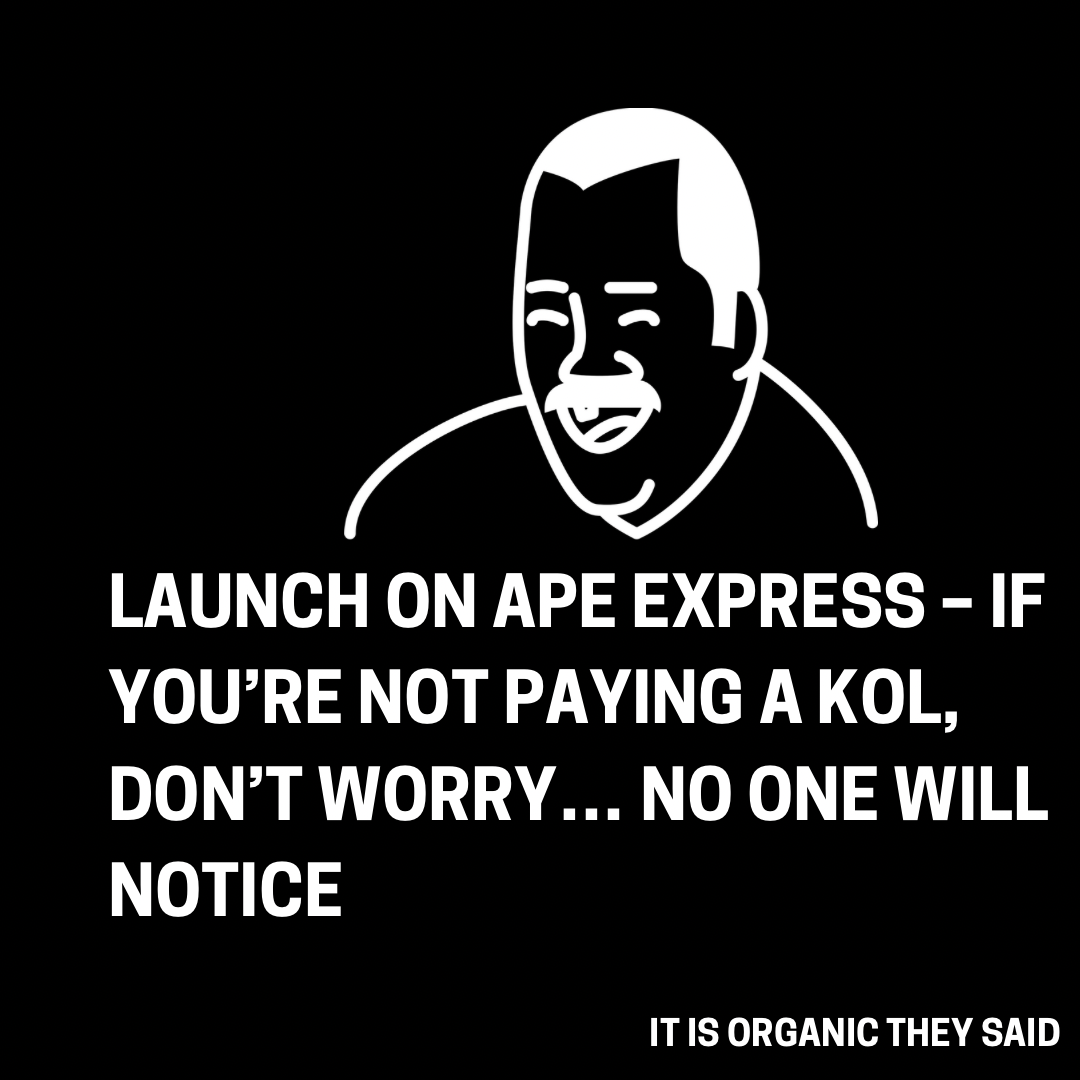 LAUNCH ON APE EXPRESS – IF
YOU’RE NOT PAYING A KOL,
DON’T WORRY... NO ONE WILL
NOTICE
IT IS ORGANIC THEY SAID